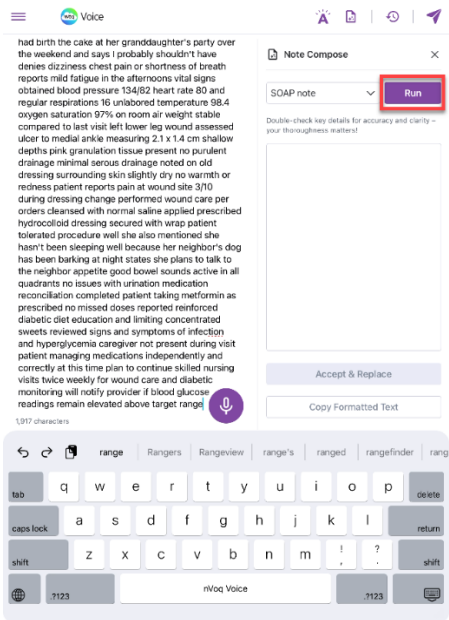 nvoq Voice
had birth the cake at her granddaughter's party over
the weekend and says I probably shouldn't have
denies dizziness chest pain or shortness of breath
reports mild fatigue in the afternoons vital signs
obtained blood pressure 134/82 heart rate 80 and
regular respirations 16 unlabored temperature 98.4
oxygen saturation 97% on room air weight stable
compared to last visit left lower leg wound assessed
ulcer to medial ankle measuring 2.1 x 1.4 cm shallow
depths pink granulation tissue present no purulent
drainage minimal serous drainage noted on old
dressing surrounding skin slightly dry no warmth or
redness patient reports pain at wound site 3/10
during dressing change performed wound care per
orders cleansed with normal saline applied prescribed
hydrocolloid dressing secured with wrap patient
tolerated procedure well she also mentioned she
hasn't been sleeping well because her neighbor's dog
has been barking at night states she plans to talk to
the neighbor appetite good bowel sounds active in all
quadrants no issues with urination medication
reconciliation completed patient taking metformin as
prescribed no missed doses reported reinforced
diabetic diet education and limiting concentrated
sweets reviewed signs and symptoms of infection
and hyperglycemia caregiver not present during visit
patient managing medications independently and
correctly at this time plan to continue skilled nursing
visits twice weekly for wound care and diabetic
monitoring will notify provider if blood glucose
readings remain elevated above target range
1,917 characters
Note Compose
SOAP note
Run
Double-check key details for accuracy and clarity –
your thoroughness matters!
Accept & Replace
Copy Formatted Text
range Rangers Rangeview range's ranged rangefinder rang
tab q w e r t y u i o p delete
caps lock a s d f g h j k l return
shift z x c v b n m ! , ? . shift
.?123 nVoq Voice .?123